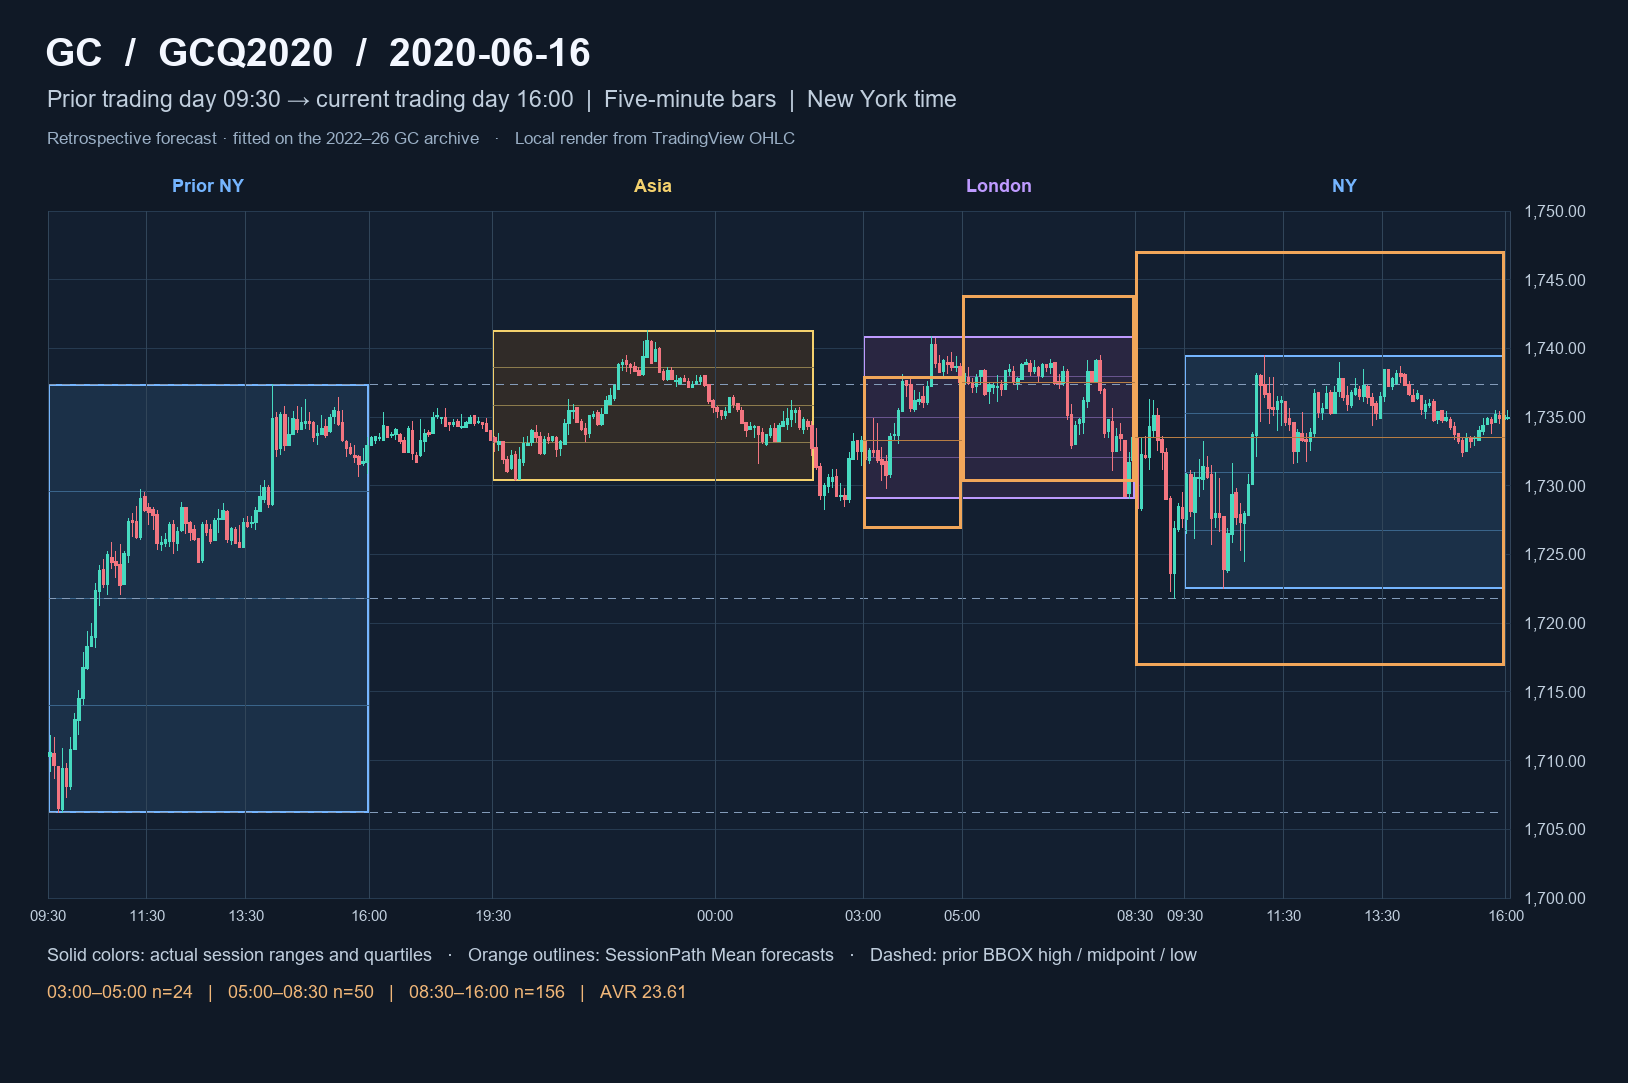 GC / GCQ2020 / 2020-06-16
Prior trading day 09:30 → current trading day 16:00 | Five-minute bars | New York time
Retrospective forecast · fitted on the 2022–26 GC archive · Local render from TradingView OHLC
Prior NY Asia London NY
1,750.00
1,745.00
1,740.00
1,735.00
1,730.00
1,725.00
1,720.00
1,715.00
1,710.00
1,705.00
1,700.00
09:30 11:30 13:30 16:00 19:30 00:00 03:00 05:00 08:30 09:30 11:30 13:30 16:00
Solid colors: actual session ranges and quartiles · Orange outlines: SessionPath Mean forecasts · Dashed: prior BBOX high / midpoint / low
03:00–05:00 n=24 | 05:00–08:30 n=50 | 08:30–16:00 n=156 | AVR 23.61